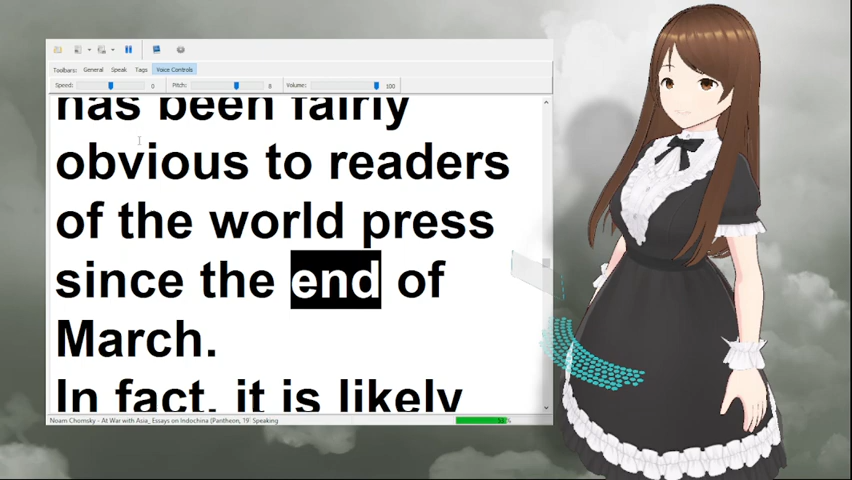 Toolbars: General Speak Tags Voice Controls
Speed: 0 Pitch: 8 Volume: 100
has been fairly
obvious to readers
of the world press
since the end of
March.
In fact, it is likely
Noam Chomsky - At War with Asia_ Essays on Indochina (Pantheon, 19 Speaking